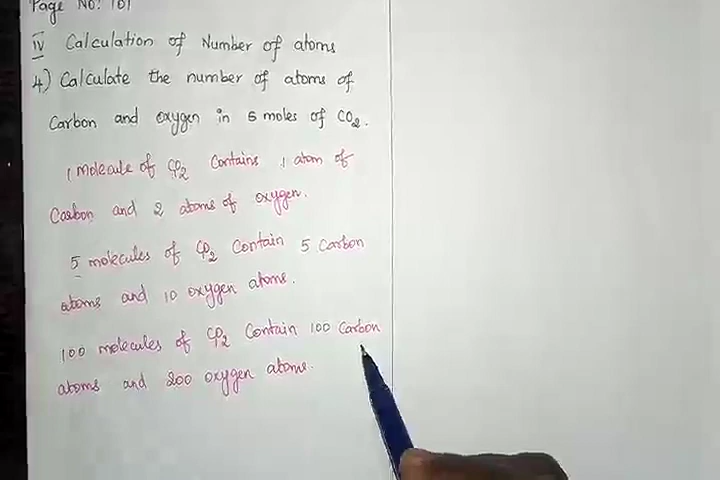 Page No: 101
iv Calculation of Number of atoms
4) Calculate the number of atoms of
Carbon and oxygen in 5 moles of CO2.
1 molecule of CO2 Contains 1 atom of
Carbon and 2 atoms of oxygen.
5 molecules of CO2 Contain 5 Carbon
atoms and 10 oxygen atoms.
100 molecules of CO2 Contain 100 Carbon
atoms and 200 oxygen atoms.